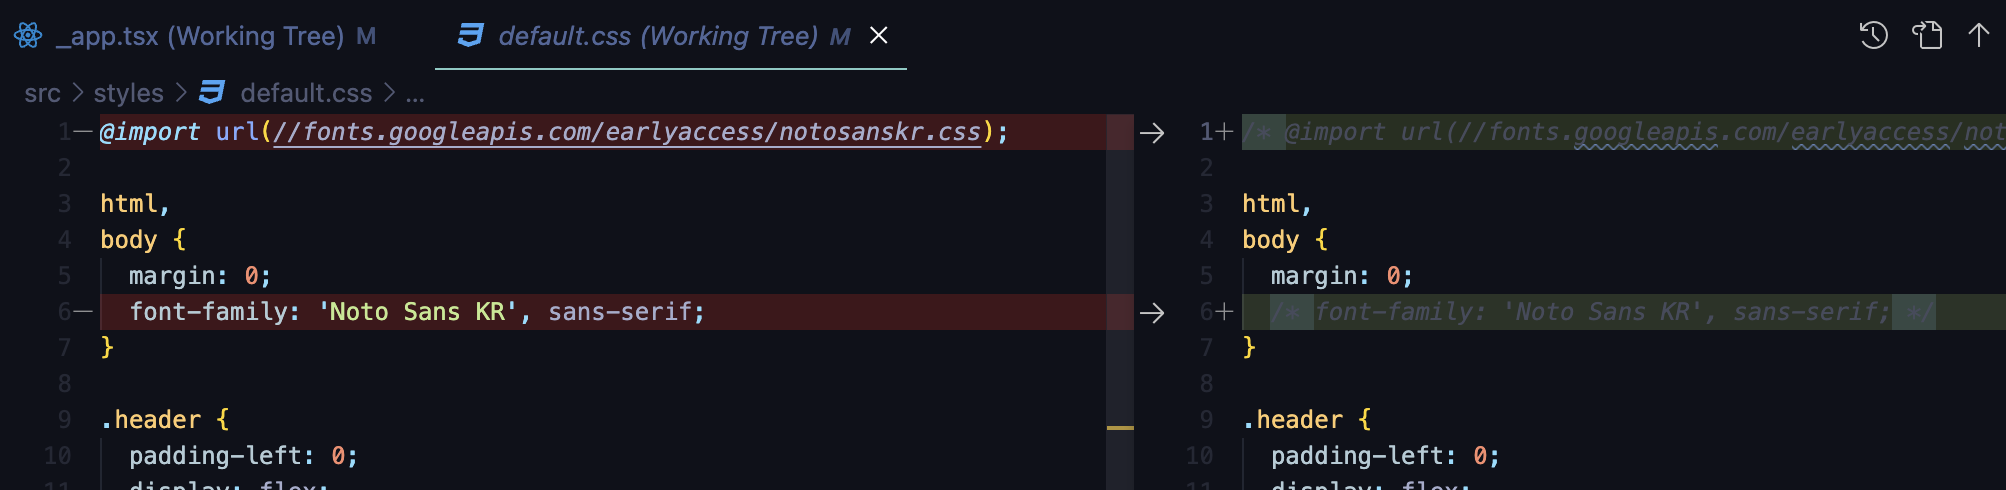 _app.tsx (Working Tree) M
default.css (Working Tree) M
src > styles > default.css > ...
1 @import url(//fonts.googleapis.com/earlyaccess/notosanskr.css);
2
3 html,
4 body {
5 margin: 0;
6 font-family: 'Noto Sans KR', sans-serif;
7 }
8
9 .header {
10 padding-left: 0;
11 display: flex;
1 + /* @import url(//fonts.googleapis.com/earlyaccess/not
2
3 html,
4 body {
5 margin: 0;
6 + /* font-family: 'Noto Sans KR', sans-serif; */
7 }
8
9 .header {
10 padding-left: 0;
11 display: flex;